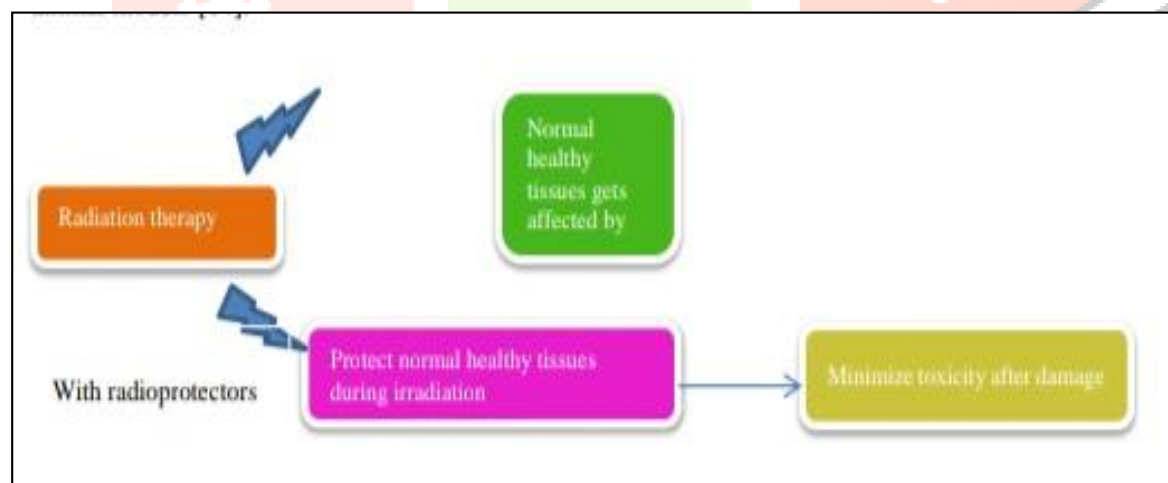 Normal
healthy
tissues gets
affected by
Radiation therapy
Protect normal healthy tissues
during irradiation
With radioprotectors
Minimize toxicity after damage